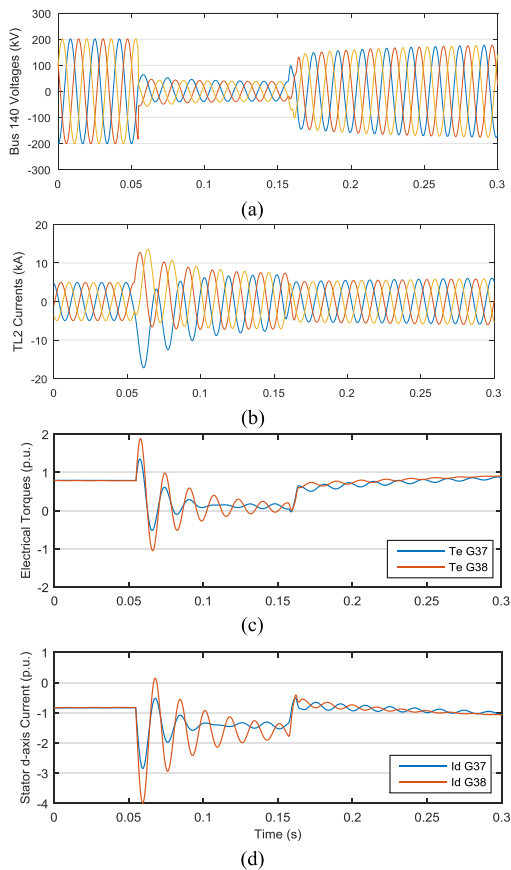 300
200
100
0
-100
-200
-300
Bus 140 Voltages (kV)
0 0.05 0.1 0.15 0.2 0.25 0.3
(a)
20
10
0
-10
-20
TL2 Currents (kA)
0 0.05 0.1 0.15 0.2 0.25 0.3
(b)
2
1
0
-1
-2
Electrical Torques (p.u.)
Te G37
Te G38
0 0.05 0.1 0.15 0.2 0.25 0.3
(c)
1
0
-1
-2
-3
-4
Stator d-axis Current (p.u.)
Id G37
Id G38
0 0.05 0.1 0.15 0.2 0.25 0.3
Time (s)
(d)